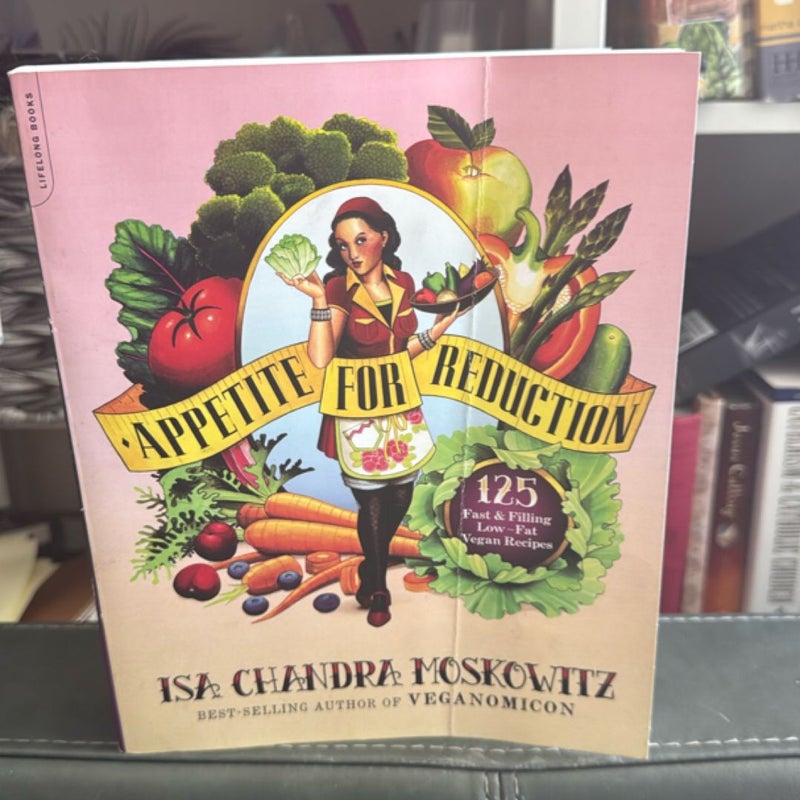 LIFELONG BOOKS
APPETITE FOR REDUCTION
125
Fast & Filling
Low-Fat
Vegan Recipes
ISA CHANDRA MOSKOWITZ
BEST-SELLING AUTHOR OF VEGANOMICON